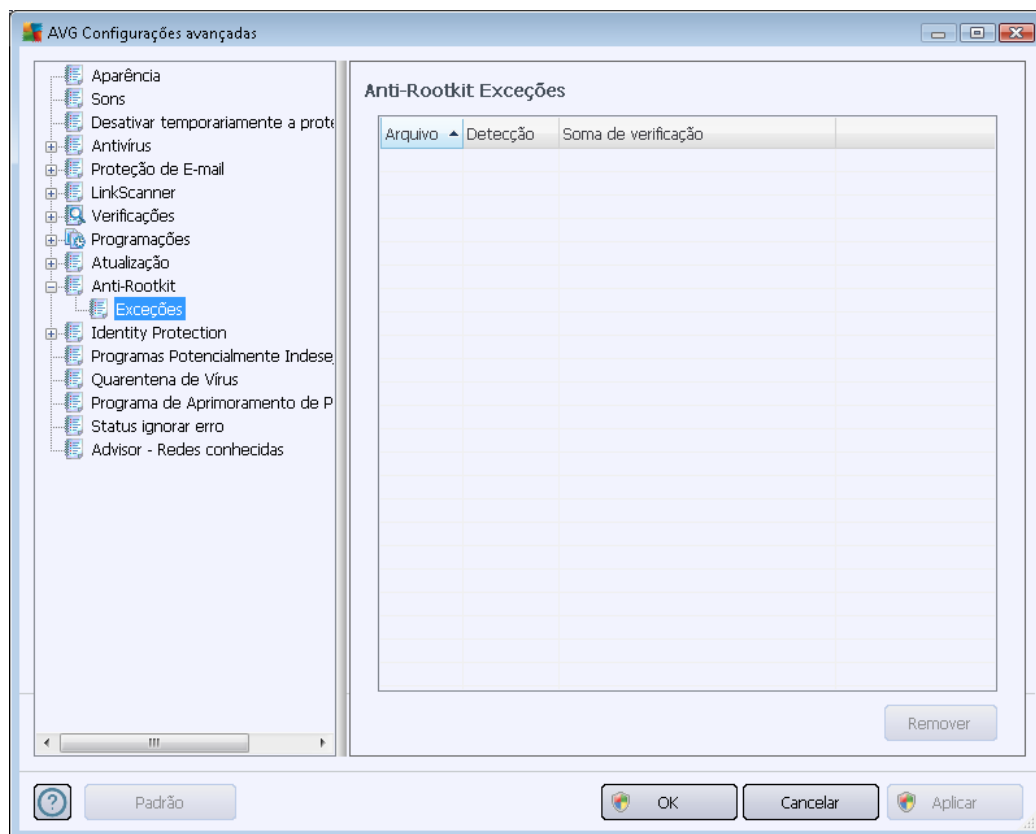 AVG Configurações avançadas
Aparência
Sons
Desativar temporariamente a prote
Antivírus
Proteção de E-mail
LinkScanner
Verificações
Programações
Atualização
Anti-Rootkit
Exceções
Identity Protection
Programas Potencialmente Indese
Quarentena de Vírus
Programa de Aprimoramento de P
Status ignorar erro
Advisor - Redes conhecidas
Anti-Rootkit Exceções
Arquivo Detecção Soma de verificação
Remover
Padrão
OK
Cancelar
Aplicar